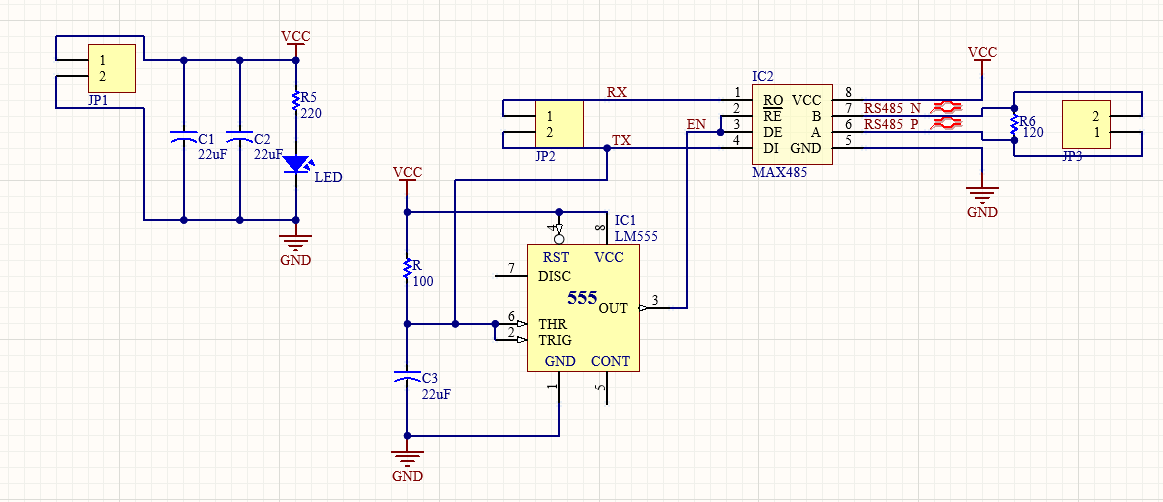 VCC
1
2
JP1
R5
220
C1
22uF
C2
22uF
LED
GND
RX
1
2
JP2
TX
EN
IC2
1
2
3
4
RO
RE
DE
DI
VCC
B
A
GND
8
7
6
5
MAX485
RS485_N
RS485_P
VCC
R6
120
2
1
JP3
GND
VCC
R
100
C3
22uF
GND
IC1
LM555
4
8
RST
VCC
7
DISC
555
OUT
3
6
THR
2
TRIG
GND
CONT
1
5